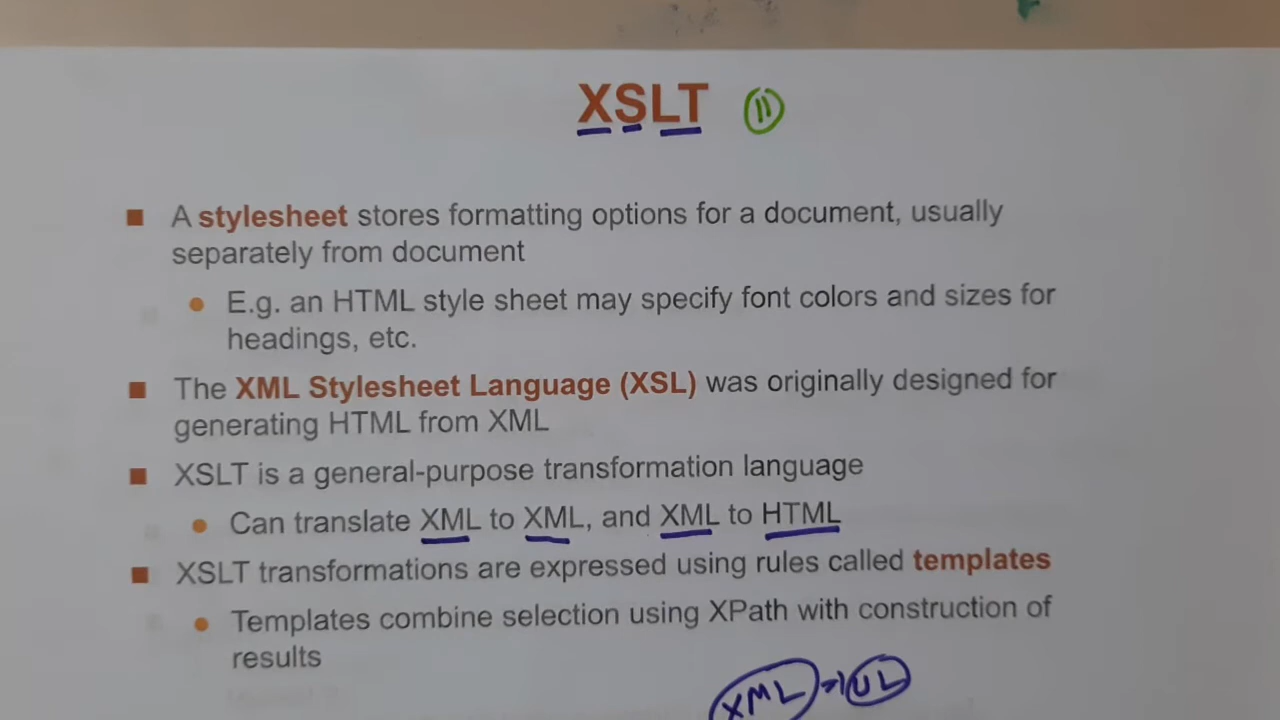 XSLT 11
A stylesheet stores formatting options for a document, usually
separately from document
E.g. an HTML style sheet may specify font colors and sizes for
headings, etc.
The XML Stylesheet Language (XSL) was originally designed for
generating HTML from XML
XSLT is a general-purpose transformation language
Can translate XML to XML, and XML to HTML
XSLT transformations are expressed using rules called templates
Templates combine selection using XPath with construction of
results
XML